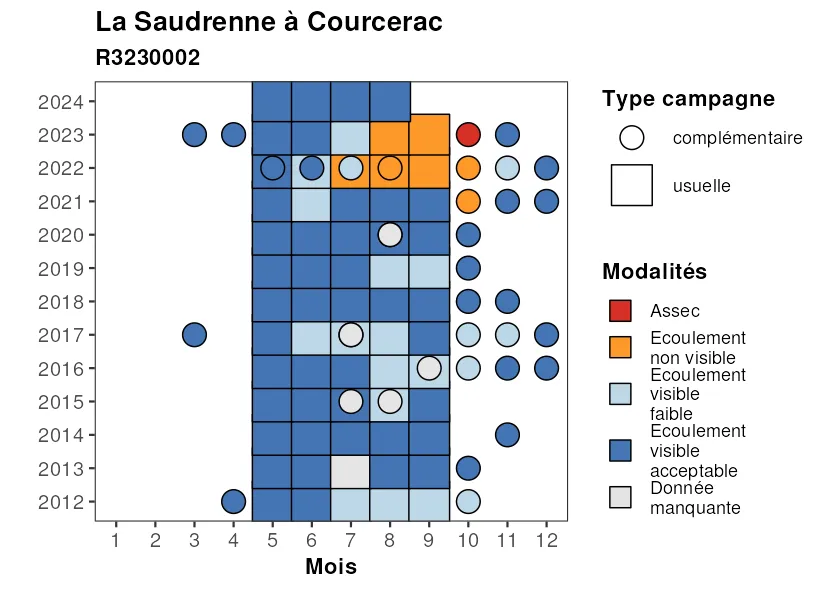 La Saudrenne à Courcerac
R3230002
2024
2023
2022
2021
2020
2019
2018
2017
2016
2015
2014
2013
2012
1 2 3 4 5 6 7 8 9 10 11 12
Mois
Type campagne
complémentaire
usuelle
Modalités
Assec
Ecoulement
non visible
Ecoulement
visible
faible
Ecoulement
visible
acceptable
Donnée
manquante